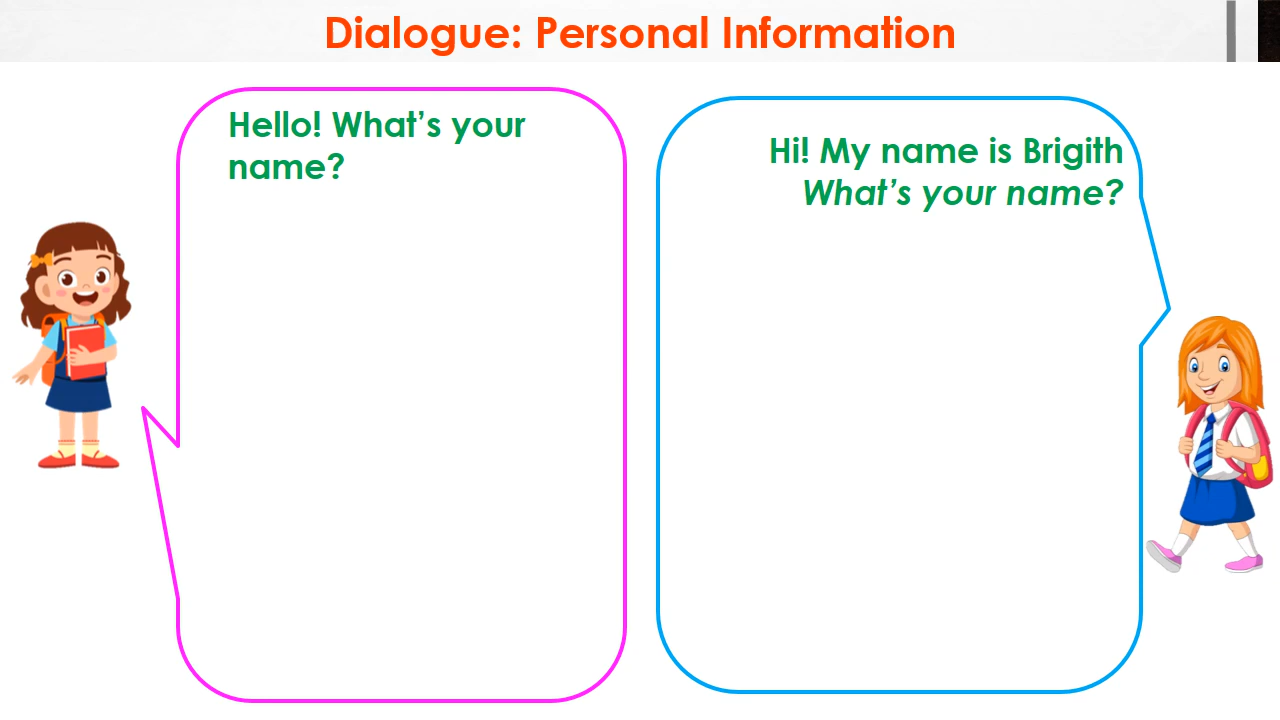 Dialogue: Personal Information
Hello! What’s your
name?
Hi! My name is Brigith
What’s your name?